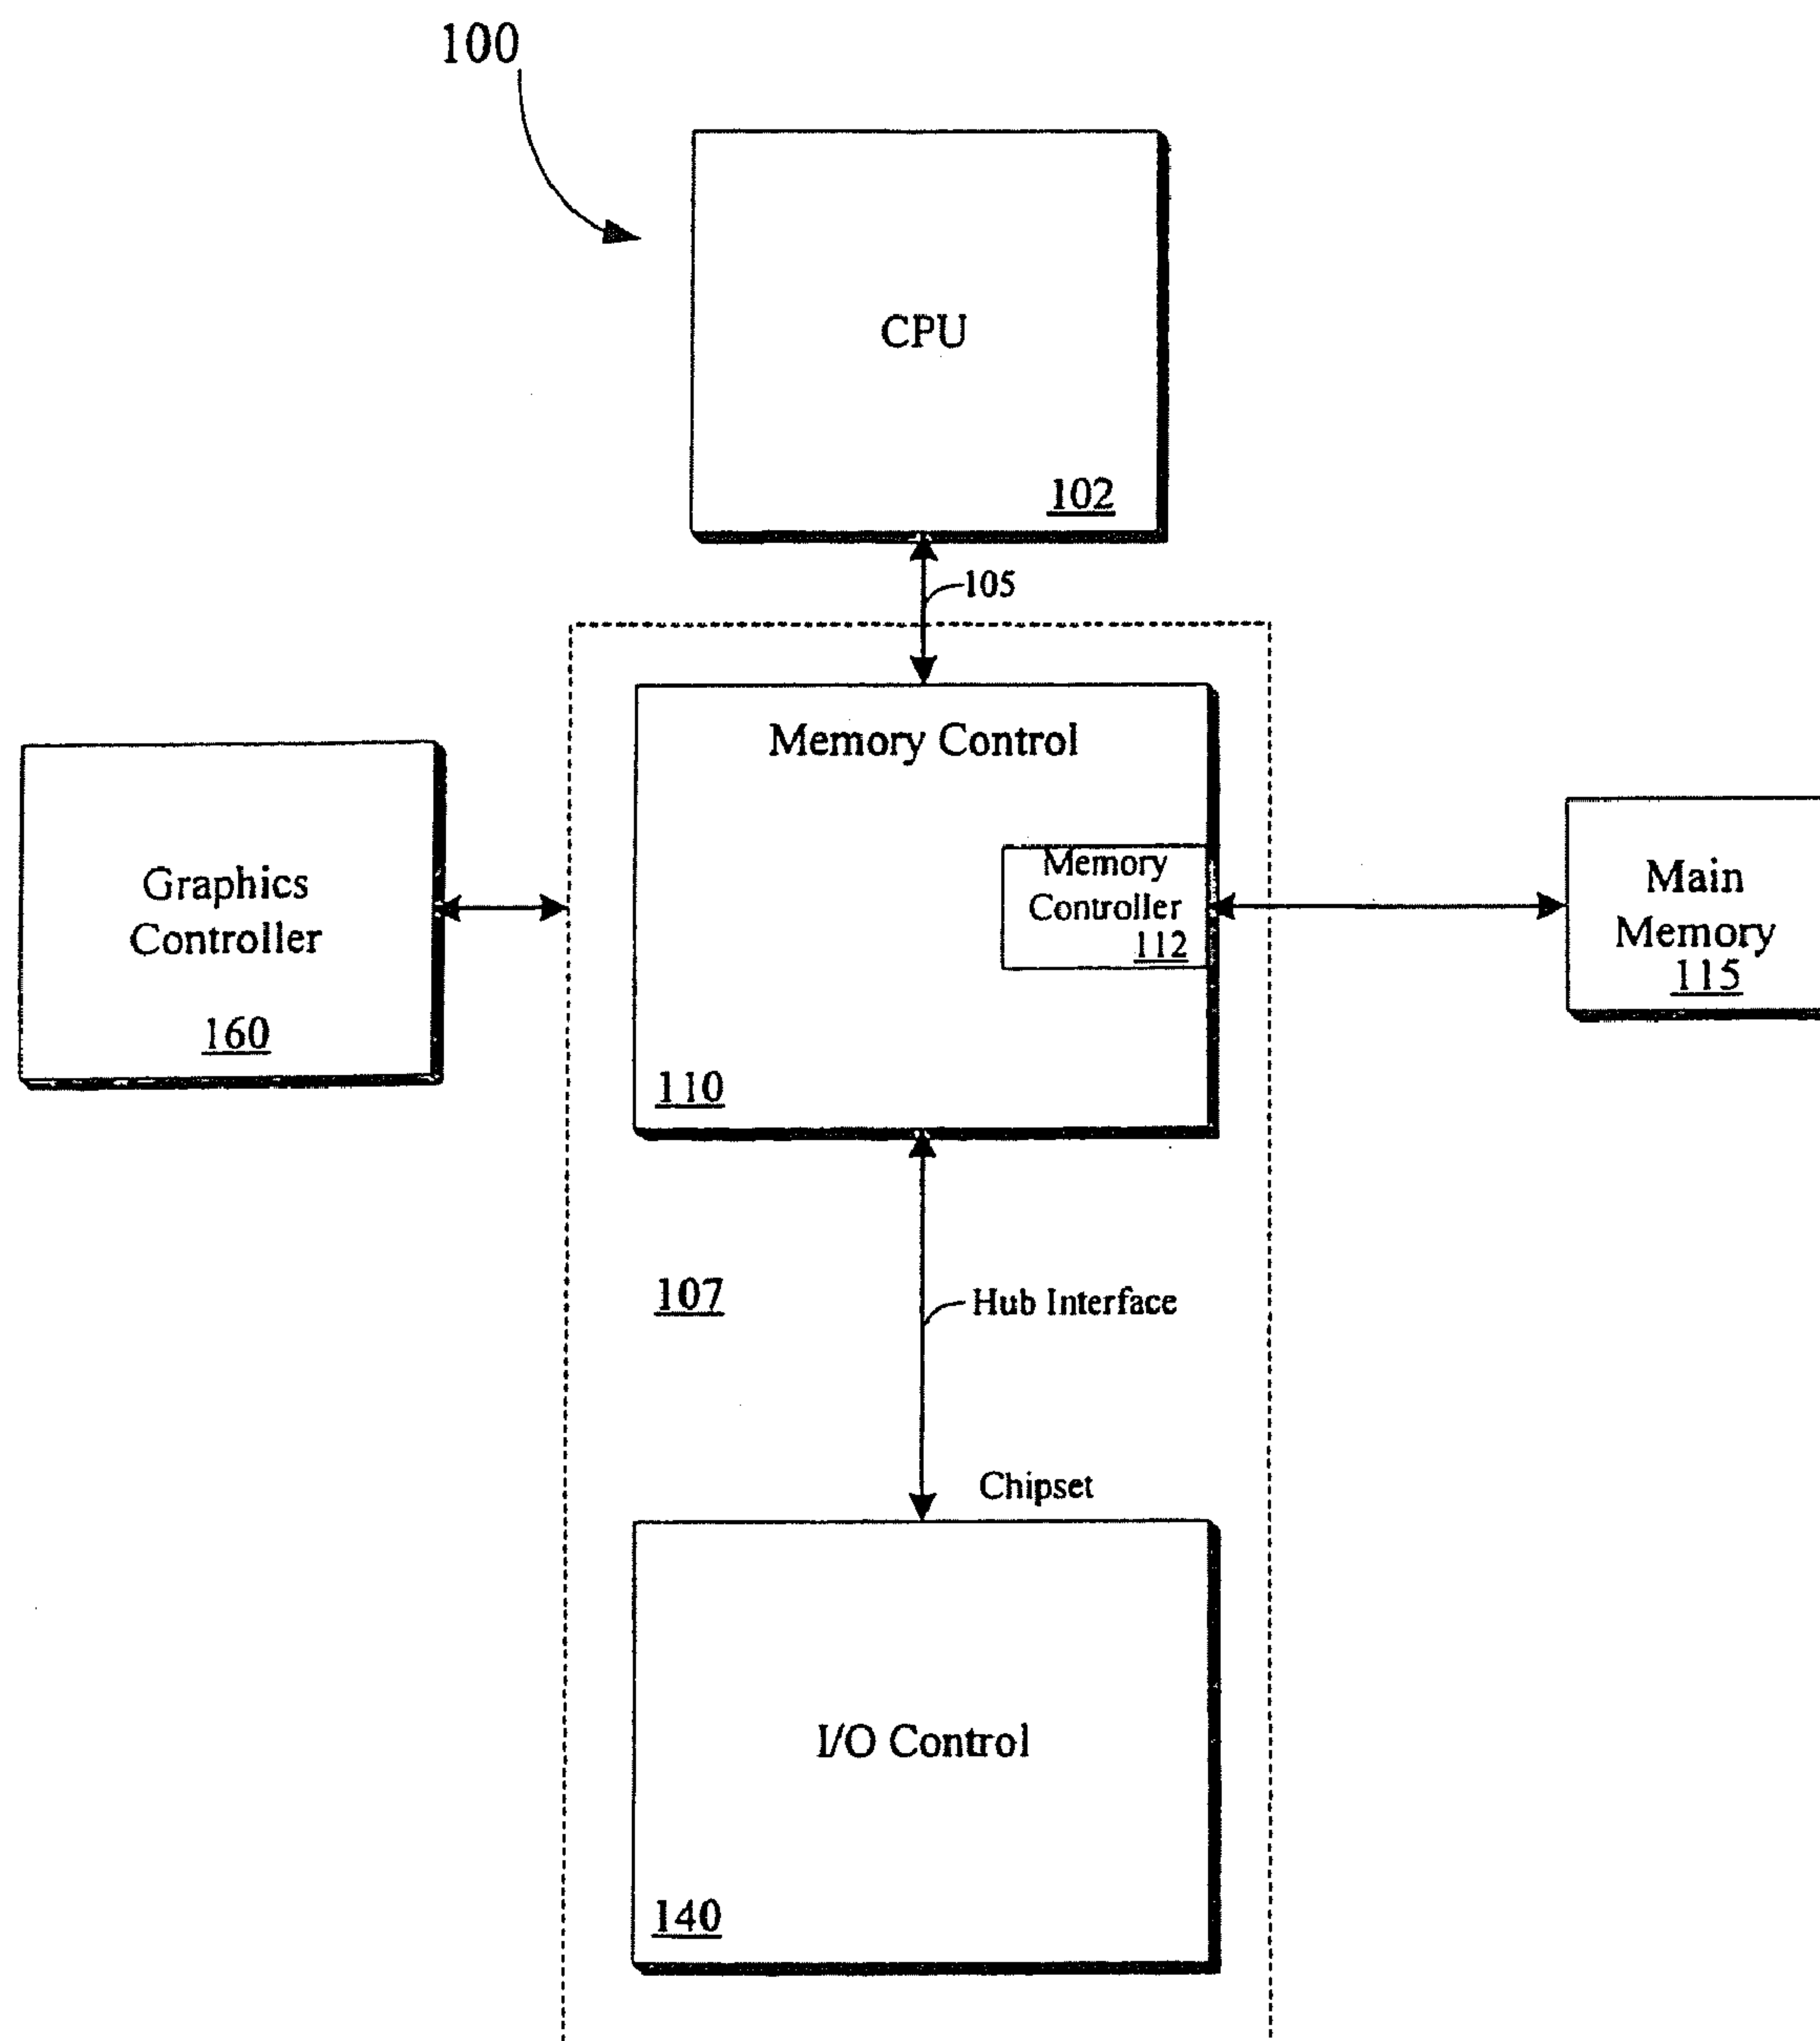 100
CPU
102
105
Memory Control
Memory
Controller
112
110
Graphics
Controller
160
Main
Memory
115
107
Hub Interface
Chipset
I/O Control
140